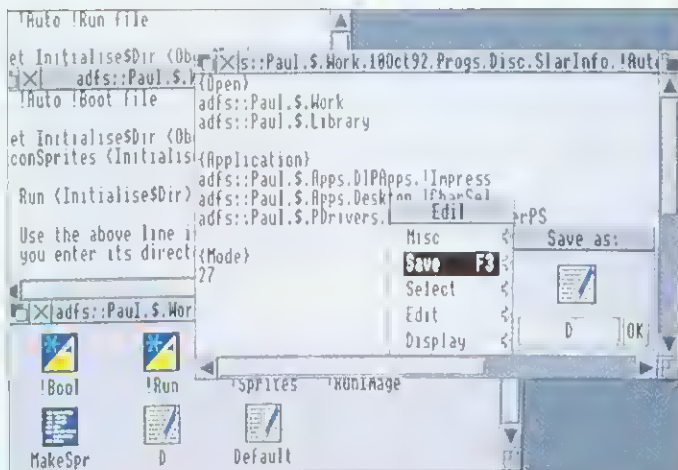 !Auto !Run file
et Initialise$Dir <Ob
adfs::Paul.$.
!Auto !Boot file
et Initialise$Dir <Ob
conSprites <Initialis
Run <Initialise$Dir>
Use the above line i
you enter its direct
s::Paul.$.Work.18Oct92.Progs.Disc.SlarInfo.!Aut
{Open}
adfs::Paul.$.Work
adfs::Paul.$.Library
{Application}
adfs::Paul.$.Apps.DIPApps.!Impress
adfs::Paul.$.Apps.Desktop.
adfs::Paul.$.PDrivers.
rPS
{Mode}
27
Edit
Misc
Save F3
Select
Edit
Display
Save as:
D
OK
adfs::Paul.$.Wor
!Boot
!Run
!Sprites
!RunImage
MakeSpr
D
Default